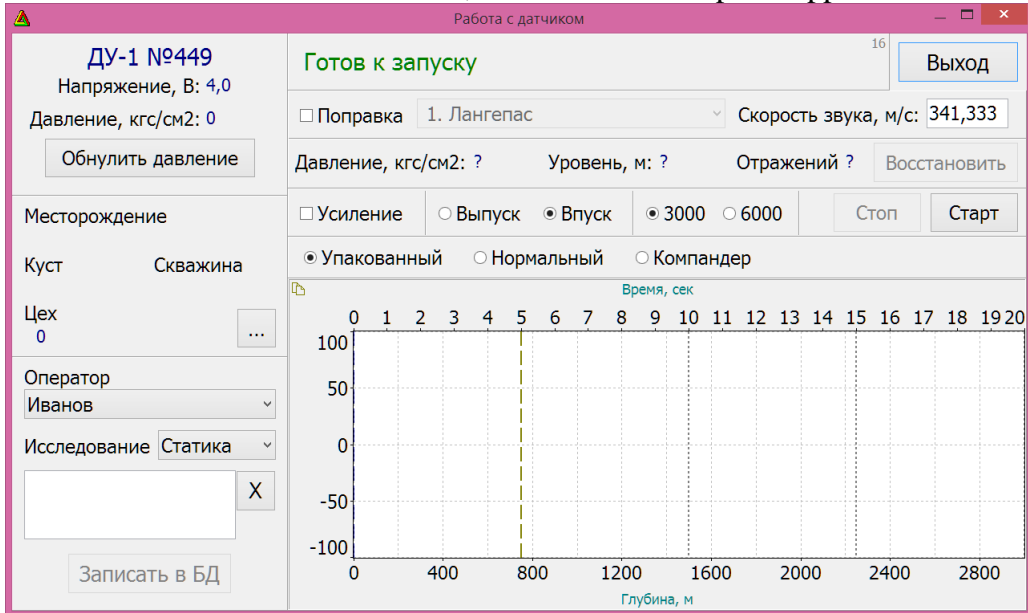 Работа с датчиком
ДУ-1 №449
Напряжение, В: 4,0
Давление, кгс/см2: 0
Обнулить давление
Месторождение
Куст Скважина
Цех
0 ...
Оператор
Иванов
Исследование Статика
X
Записать в БД
Готов к запуску 16 Выход
Поправка 1. Лангепас Скорость звука, м/с: 341,333
Давление, кгс/см2: ? Уровень, м: ? Отражений ? Восстановить
Усиление Выпуск Впуск 3000 6000 Стоп Старт
Упакованный Нормальный Компандер
Время, сек
0 1 2 3 4 5 6 7 8 9 10 11 12 13 14 15 16 17 18 19 20
100
50
0
-50
-100
0 400 800 1200 1600 2000 2400 2800
Глубина, м